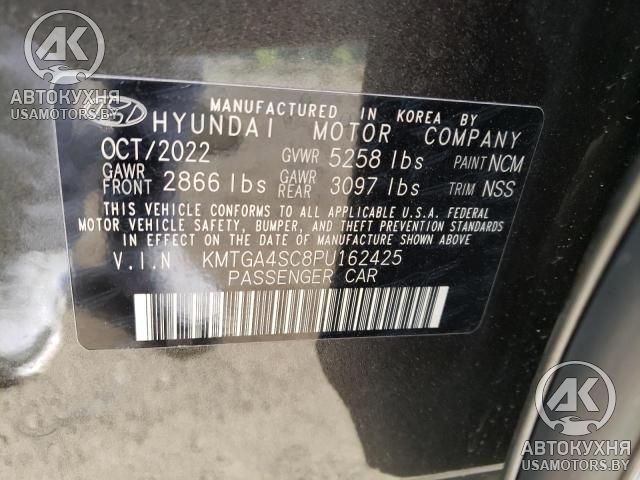 АК
АВТОКУХНЯ
USAMOTORS.BY
MANUFACTURED IN KOREA BY
HYUNDAI MOTOR COMPANY
OCT/2022 GVWR 5258 lbs PAINT NCM
GAWR FRONT 2866 lbs GAWR REAR 3097 lbs TRIM NSS
THIS VEHICLE CONFORMS TO ALL APPLICABLE U.S.A. FEDERAL
MOTOR VEHICLE SAFETY, BUMPER, AND THEFT PREVENTION
STANDARDS IN EFFECT ON THE DATE OF MANUFACTURE SHOWN ABOVE
V.I.N KMTGA4SC8PU162425
PASSENGER CAR
АК
АВТОКУХНЯ
USAMOTORS.BY